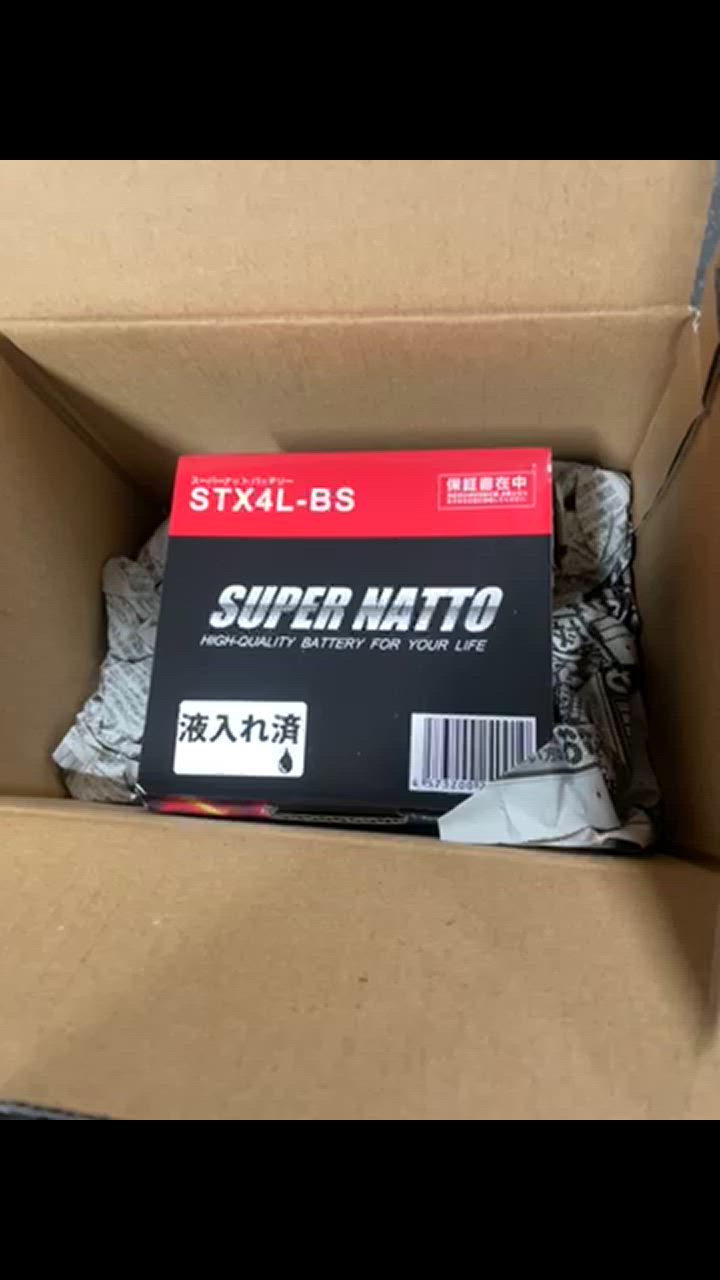 スーパーナットバッテリー
STX4L-BS
保証書在中
SUPER NATTO
HIGH-QUALITY BATTERY FOR YOUR LIFE
液入れ済